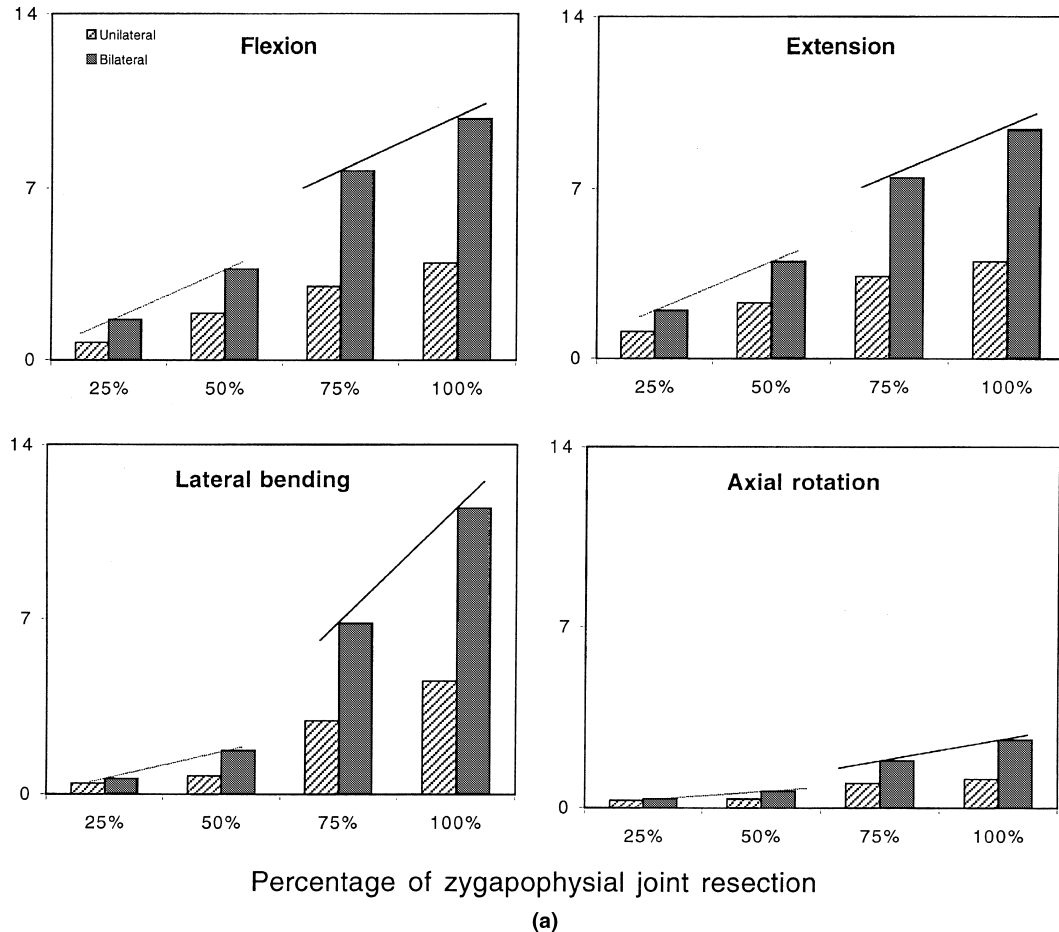 14
Unilateral
Bilateral
Flexion
7
0
25% 50% 75% 100%
14
Extension
7
0
25% 50% 75% 100%
14
Lateral bending
7
0
25% 50% 75% 100%
14
Axial rotation
7
0
25% 50% 75% 100%
Percentage of zygapophysial joint resection
(a)